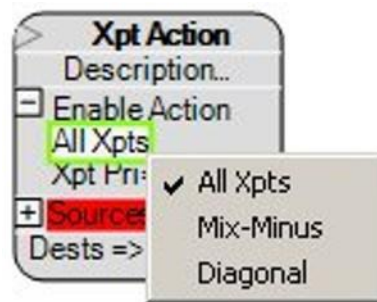 Xpt Action
Description...
Enable Action
All Xpts
Xpt Pri
Source
Dests =>
All Xpts
Mix-Minus
Diagonal